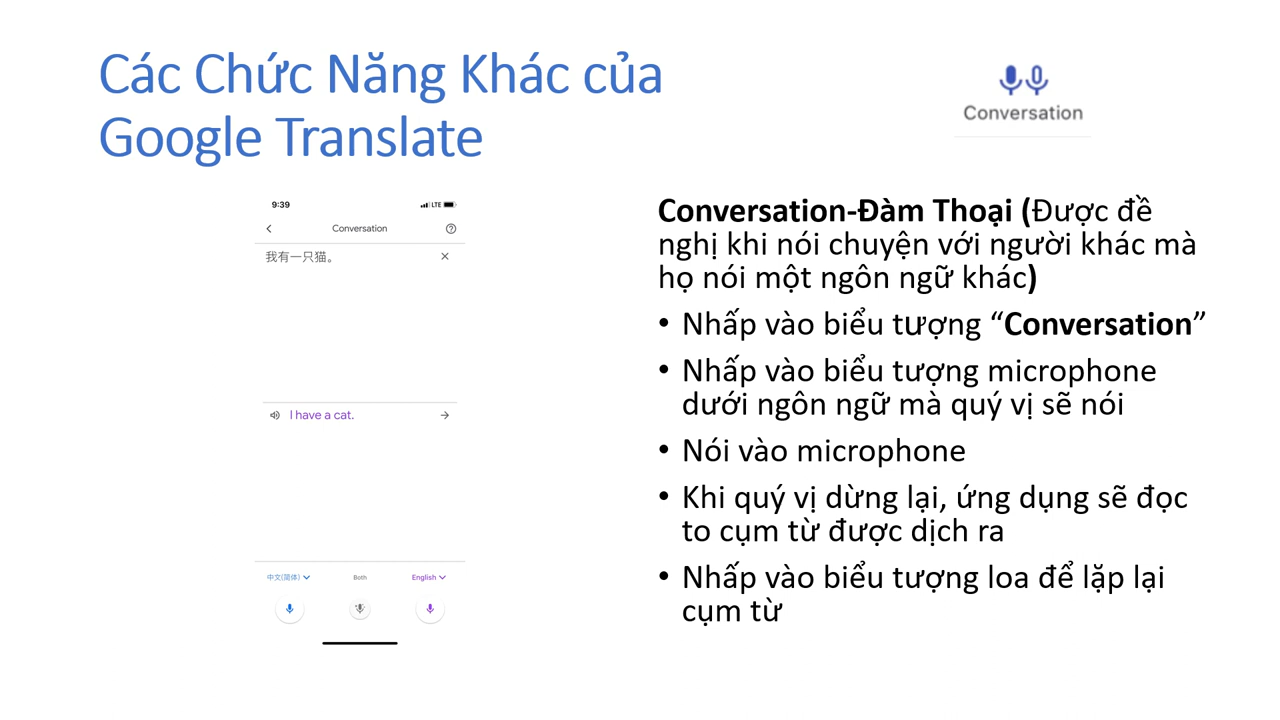 Các Chức Năng Khác của
Google Translate
Conversation
9:39
LTE
Conversation
我有一只猫。
I have a cat.
中文(简体)
Both
English
Conversation-Đàm Thoại (Được đề
nghị khi nói chuyện với người khác mà
họ nói một ngôn ngữ khác)
• Nhấp vào biểu tượng “Conversation”
• Nhấp vào biểu tượng microphone
dưới ngôn ngữ mà quý vị sẽ nói
• Nói vào microphone
• Khi quý vị dừng lại, ứng dụng sẽ đọc
to cụm từ được dịch ra
• Nhấp vào biểu tượng loa để lặp lại
cụm từ